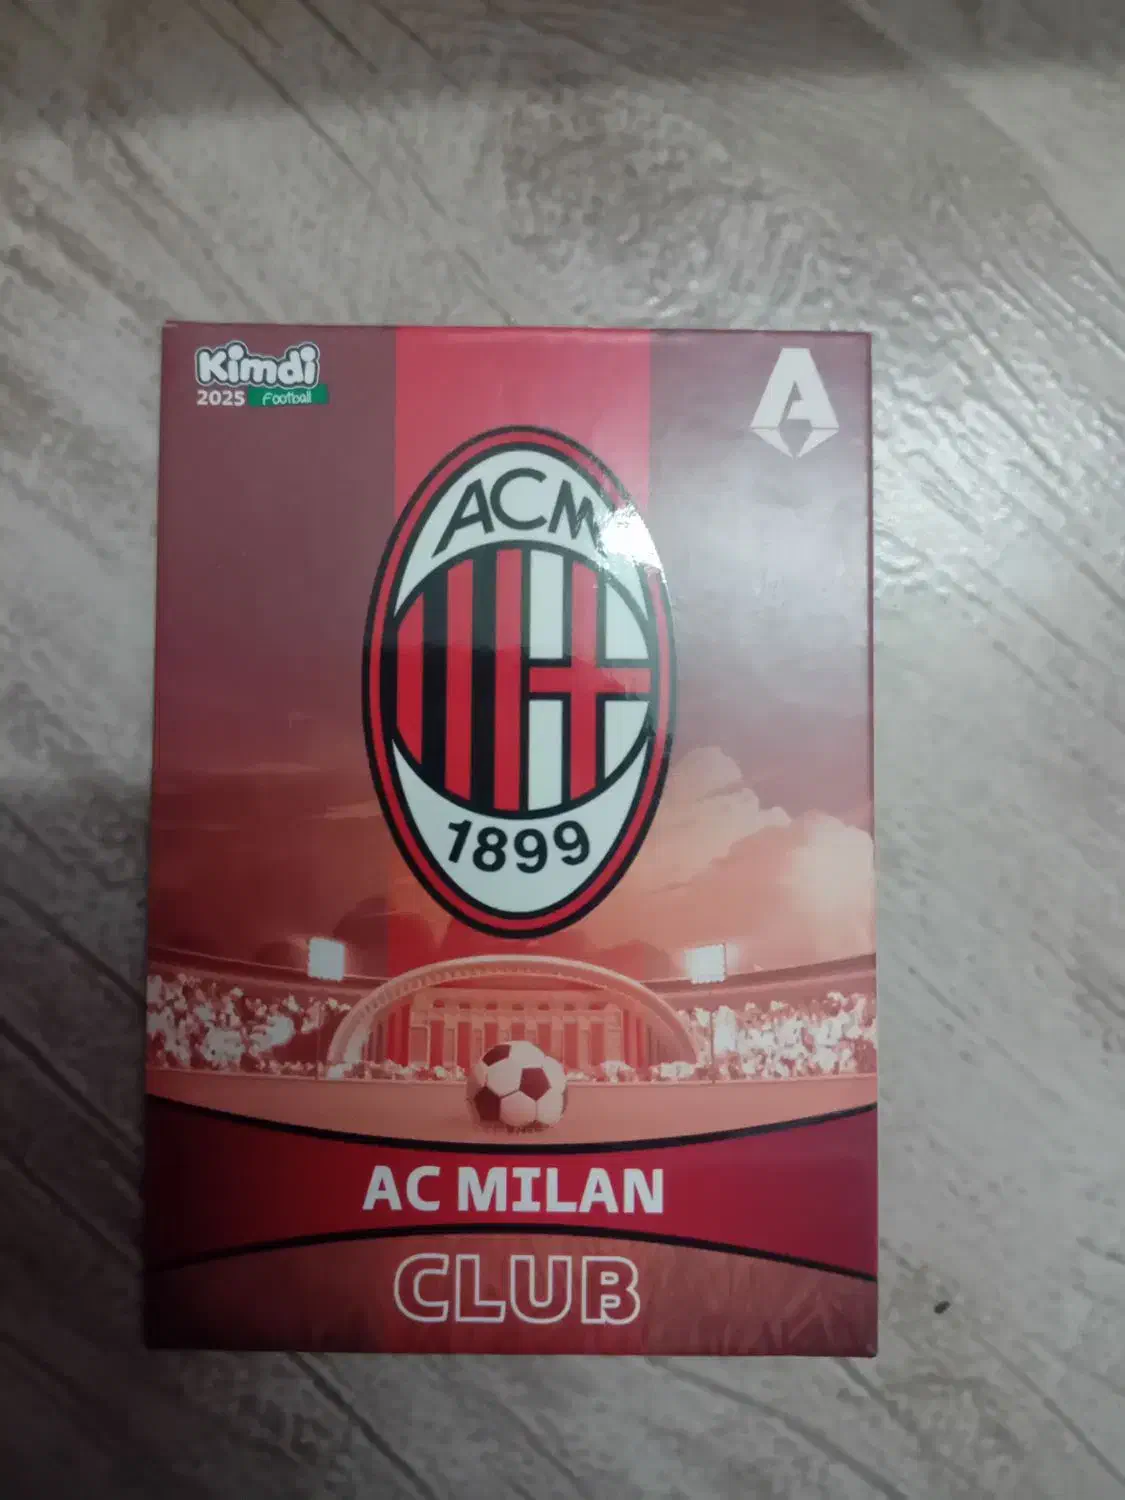 Kimdi
2025 Football
A
ACM
1899
AC MILAN
CLUB